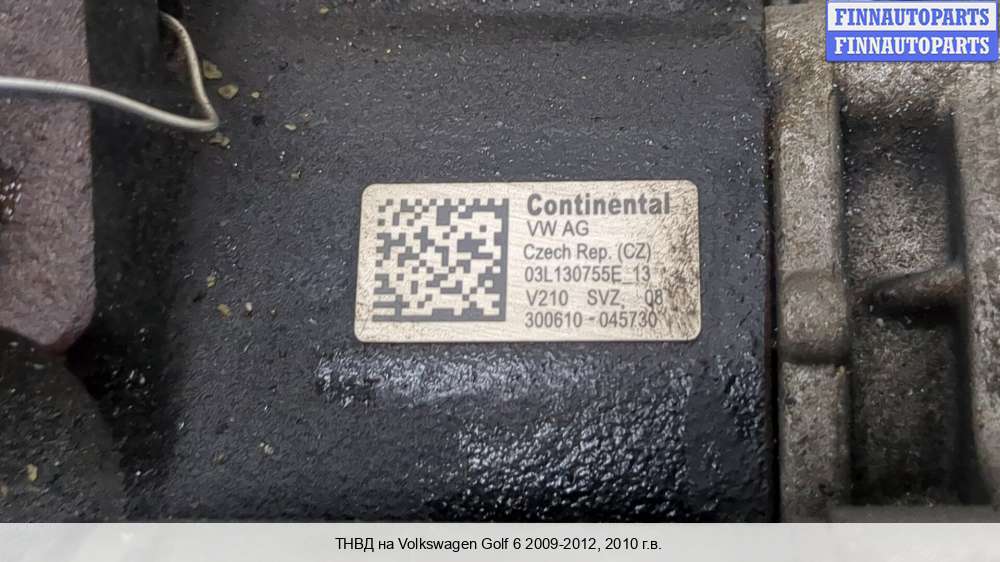 FINNAUTOPARTS
FINNAUTOPARTS
Continental
VW AG
Czech Rep. (CZ)
03L130755E_13
V210 SVZ, 08
300610-045730
ТНВД на Volkswagen Golf 6 2009-2012, 2010 г.в.